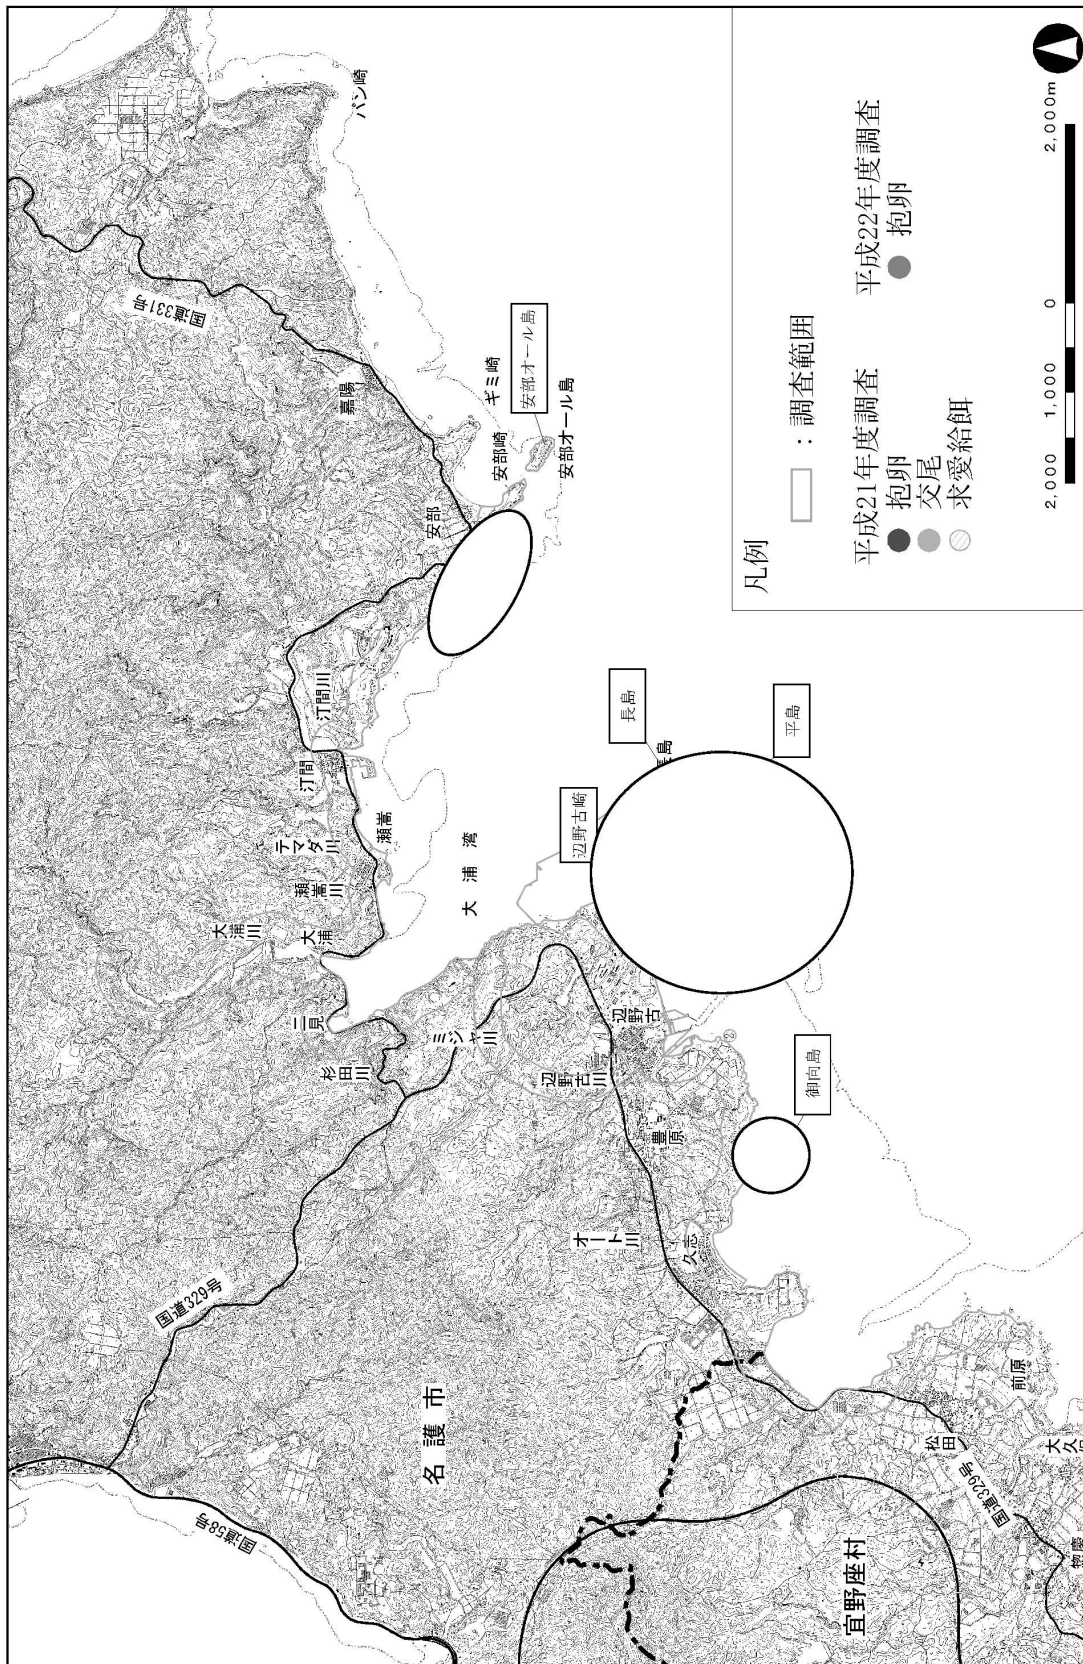 バン崎
国道331号
嘉陽
ギミ崎
安部オール島
安部崎
安部オール島
安部
汀間川
汀間
テマダ川
瀬嵩
瀬嵩川
大浦川
大浦
大浦湾
二見
杉田川
ミジャ川
辺野古崎
長島
平島
辺野古
辺野古川
豊原
御向島
オート川
久志
国道329号
名護市
国道58号
宜野座村
松田
国道329号
前原
凡例
：調査範囲
平成21年度調査
抱卵
交尾
求愛給餌
平成22年度調査
抱卵
2,000
1,000
0
2,000m